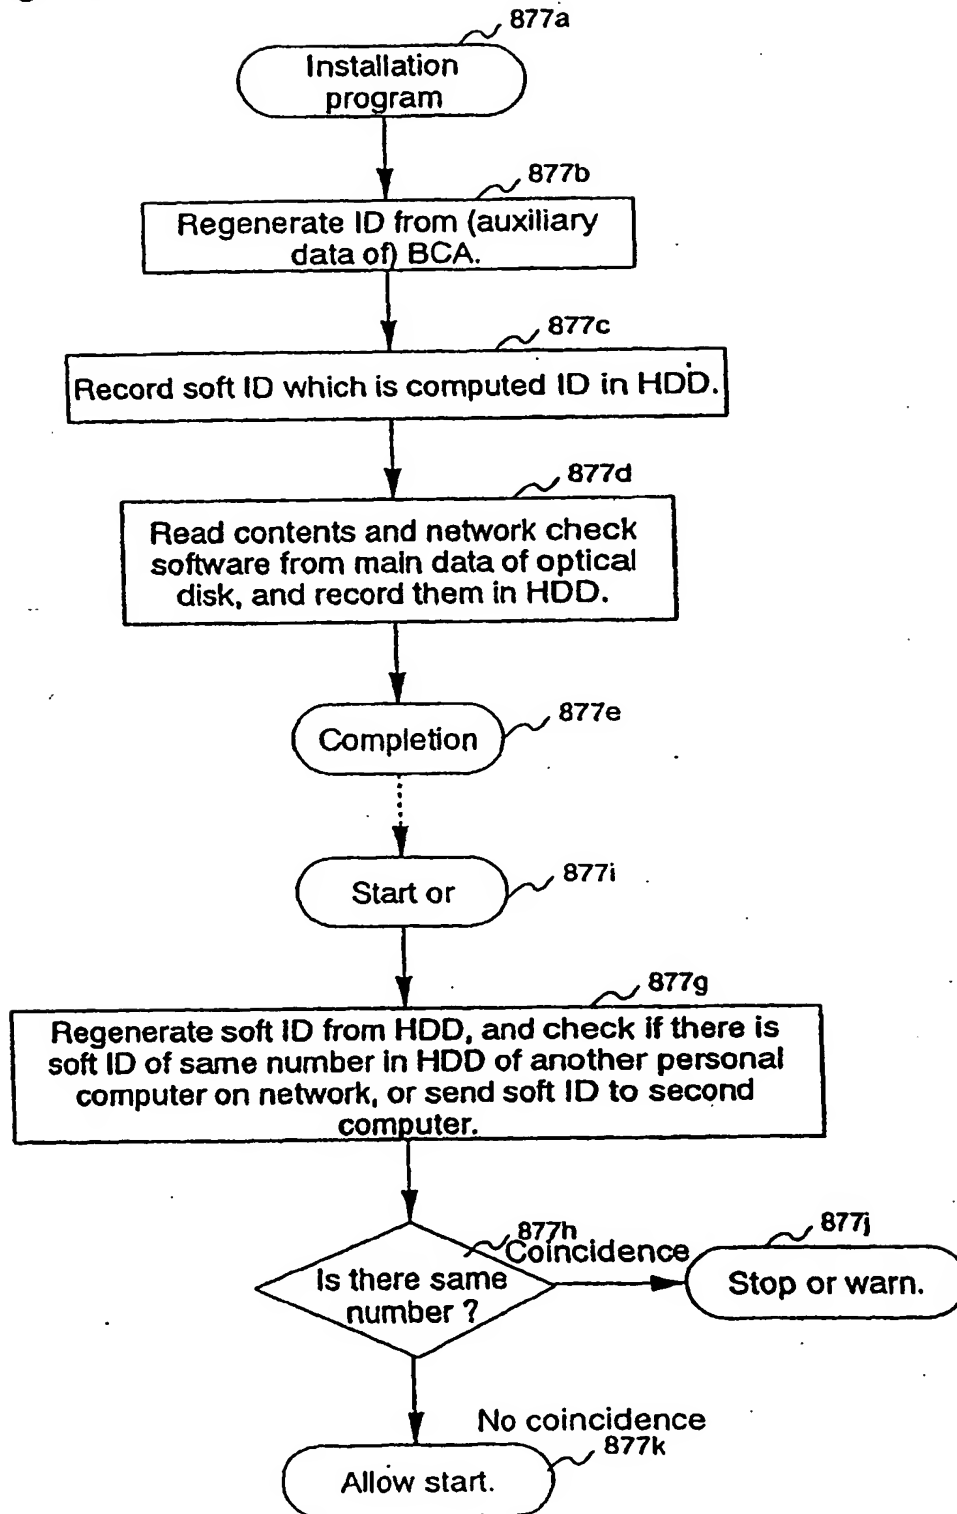 877a
Installation
program
877b
Regenerate ID from (auxiliary
data of) BCA.
877c
Record soft ID which is computed ID in HDD.
877d
Read contents and network check
software from main data of optical
disk, and record them in HDD.
877e
Completion
877i
Start or
877g
Regenerate soft ID from HDD, and check if there is
soft ID of same number in HDD of another personal
computer on network, or send soft ID to second
computer.
877h
Coincidence
877j
Is there same
number ?
Stop or warn.
No coincidence
877k
Allow start.